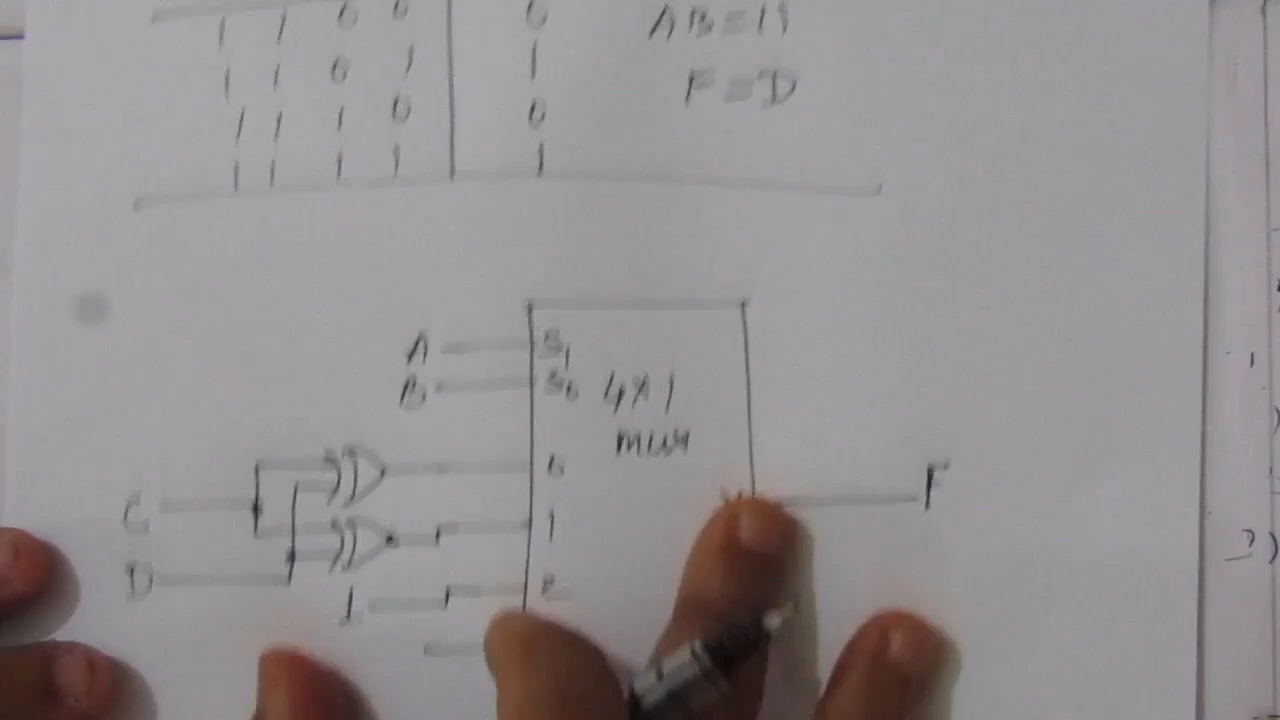 1 1 0 0 0 AB=11
1 1 0 1 1
F=D
1 1 1 0 0
1 1 1 1 1
A S1
B S0 4X1
mux
0
C F
1
D
1 2